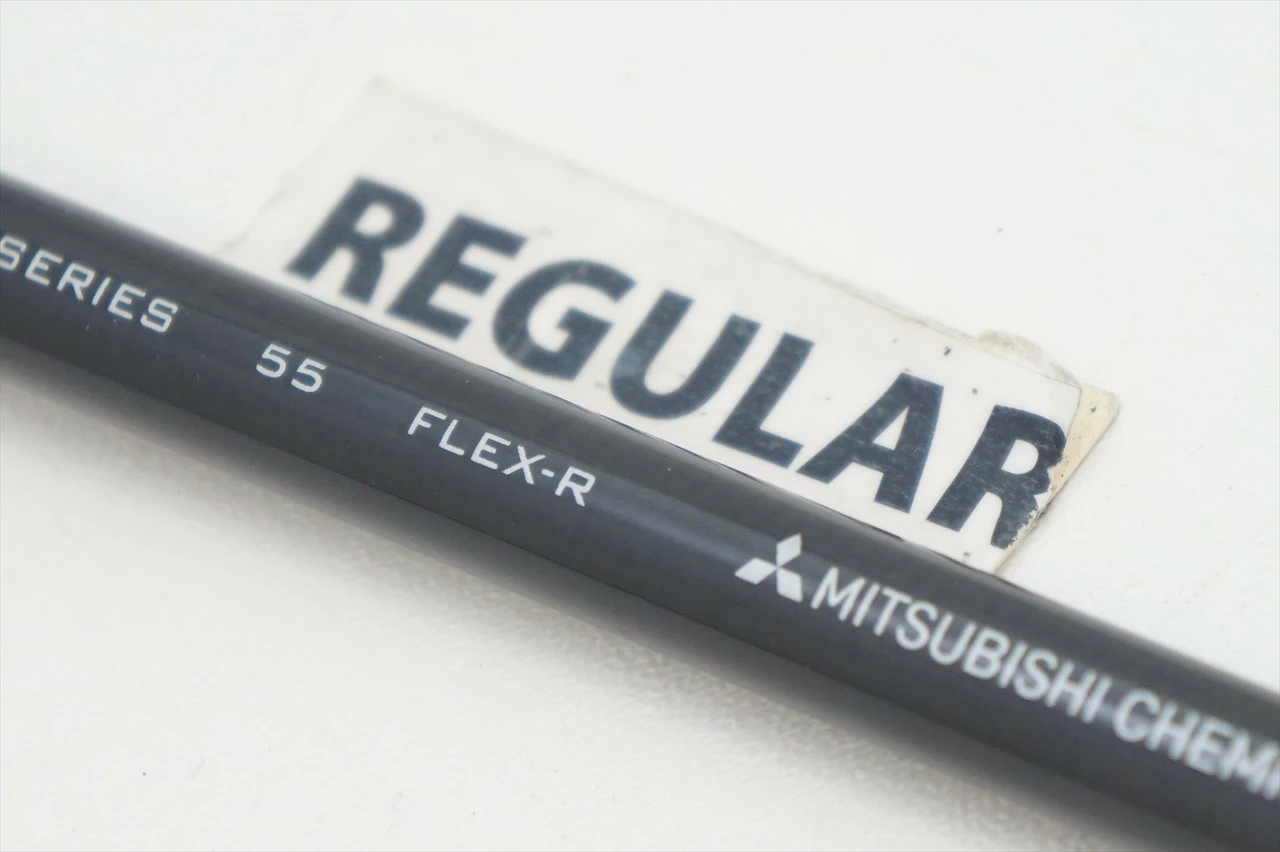 REGULAR
SERIES 55 FLEX-R MITSUBISHI CHEMI